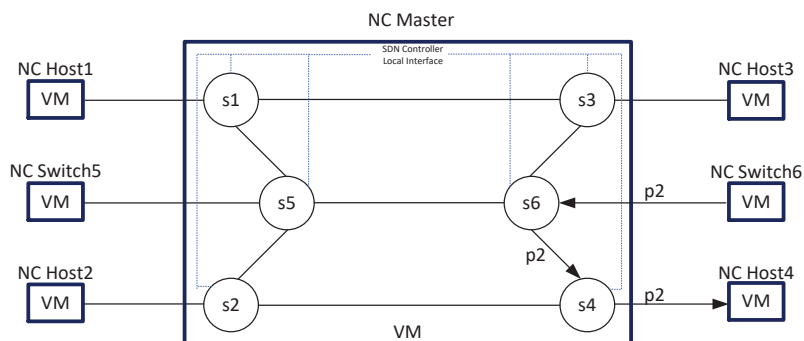 NC Master
SDN Controller
Local Interface
NC Host1
VM
s1
s3
NC Host3
VM
NC Switch5
VM
s5
s6
p2
NC Switch6
VM
p2
NC Host2
VM
s2
s4
p2
NC Host4
VM
VM